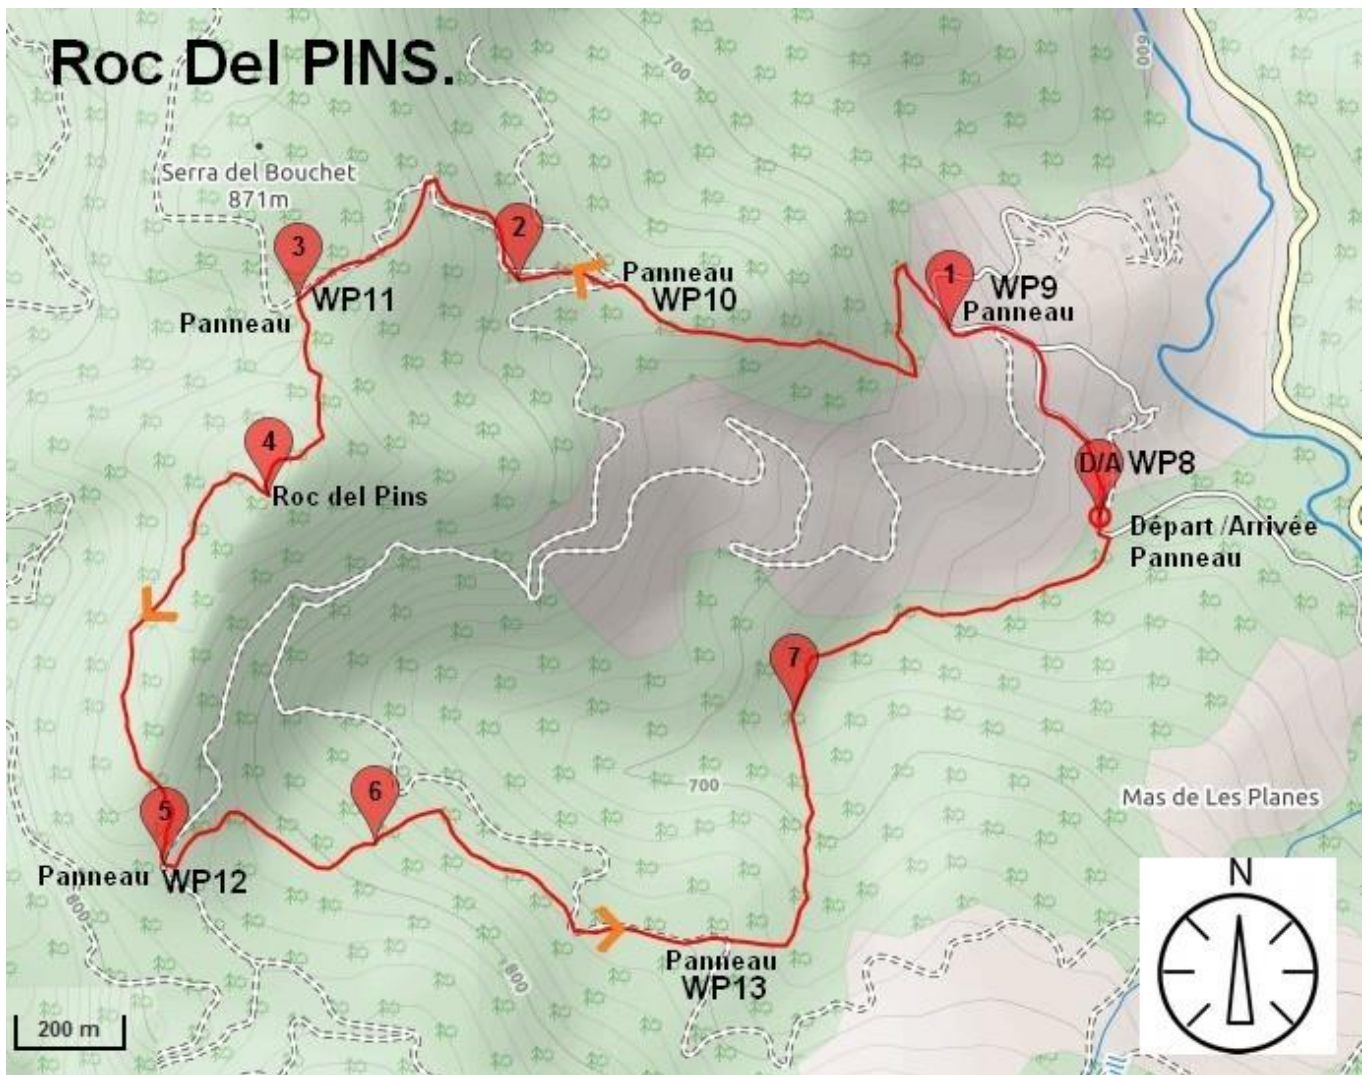 Roc Del PINS.
700
600
Serra del Bouchet
871m
2
3
1
Panneau
WP10
WP9
Panneau
WP11
Panneau
4
D/A
WP8
Roc del Pins
Départ /Arrivée
Panneau
7
700
6
Mas de Les Planes
5
Panneau
WP12
800
800
Panneau
WP13
N
200 m